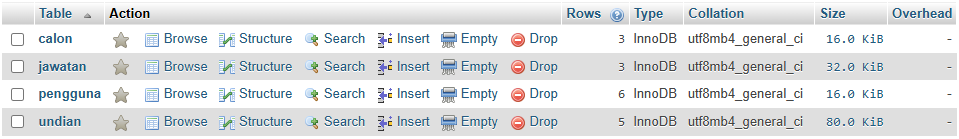 Table Action Rows Type Collation Size Overhead
calon Browse Structure Search Insert Empty Drop 3 InnoDB utf8mb4_general_ci 16.0 KiB -
jawatan Browse Structure Search Insert Empty Drop 3 InnoDB utf8mb4_general_ci 32.0 KiB -
pengguna Browse Structure Search Insert Empty Drop 6 InnoDB utf8mb4_general_ci 16.0 KiB -
undian Browse Structure Search Insert Empty Drop 5 InnoDB utf8mb4_general_ci 80.0 KiB -